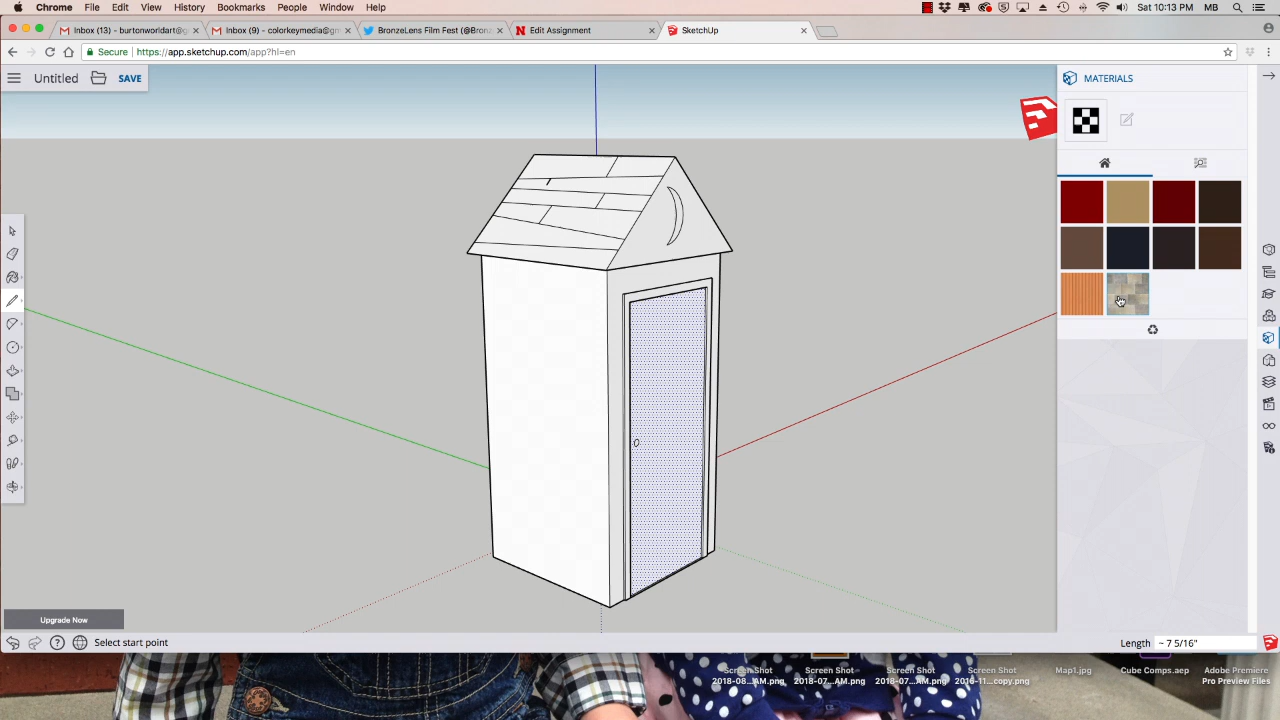 Chrome File Edit View History Bookmarks People Window Help Sat 10:13 PM MB
Inbox (13) - burtonworldart@g Inbox (9) - colorkeymedia@gm BronzeLens Film Fest (@Bronz Edit Assignment SketchUp
Secure https://app.sketchup.com/app?hl=en
Untitled SAVE MATERIALS
Upgrade Now
Select start point Length ~ 7 5/16"
Screen Shot Screen Shot Screen Shot Screen Shot Map1.jpg Cube Comps.aep Adobe Premiere
2018-08...AM.png 2018-07...AM.png 2018-07...AM.png 2016-11...copy.png Pro Preview Files